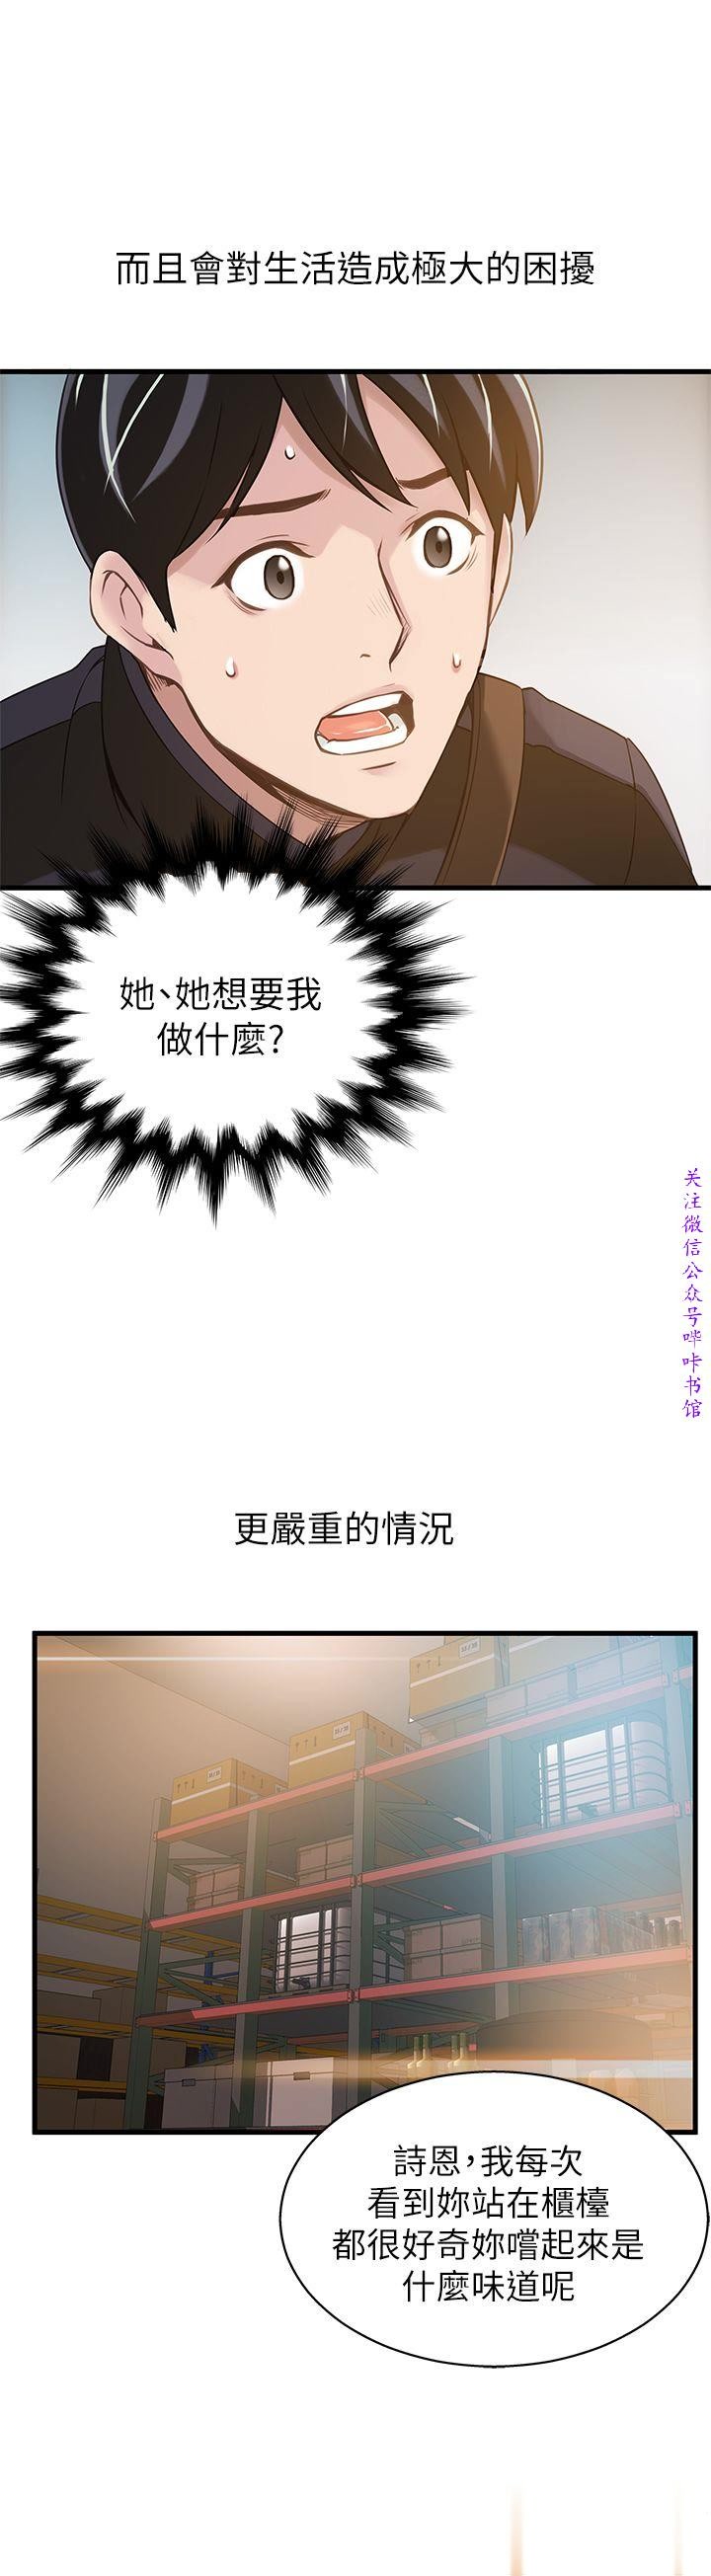 而且會對生活造成極大的困擾
她、她想要我
做什麼?
关注微信公众号哔咔书馆
更嚴重的情況
詩恩，我每次
看到妳站在櫃檯
都很好奇妳嚐起來是
什麼味道呢